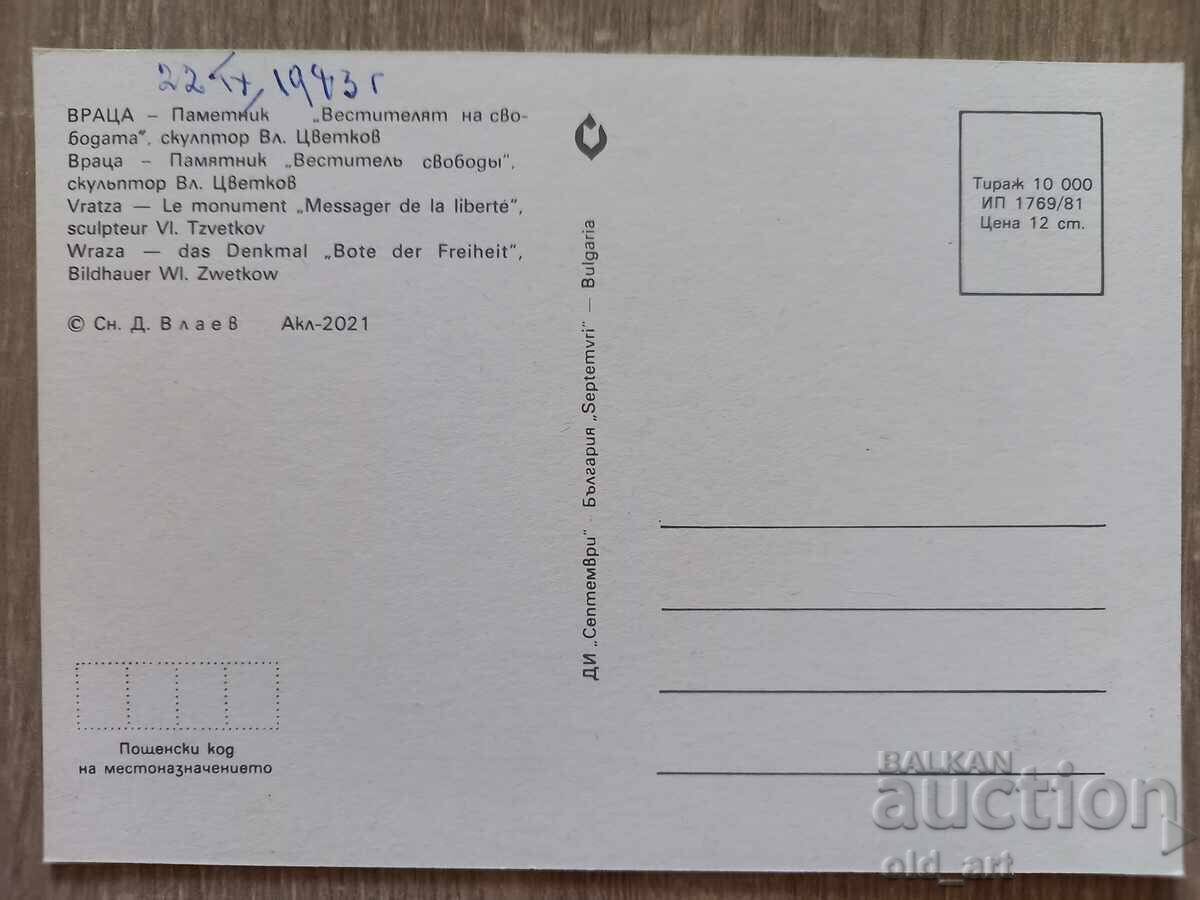 22 IX, 1983 г
ВРАЦА – Паметник „Вестителят на сво-
бодата", скулптор Вл. Цветков
Враца – Памятник „Веститель свободы",
скульптор Вл. Цветков
Vratza — Le monument „Messager de la liberté",
sculpteur Vl. Tzvetkov
Wraza — das Denkmal „Bote der Freiheit",
Bildhauer Wl. Zwetkow
© Сн. Д. Влаев Акл-2021
Пощенски код
на местоназначението
ДИ „Септември" - България „Septemvri" — Bulgaria
Тираж 10 000
ИП 1769/81
Цена 12 ст.
BALKAN
auction
old_art